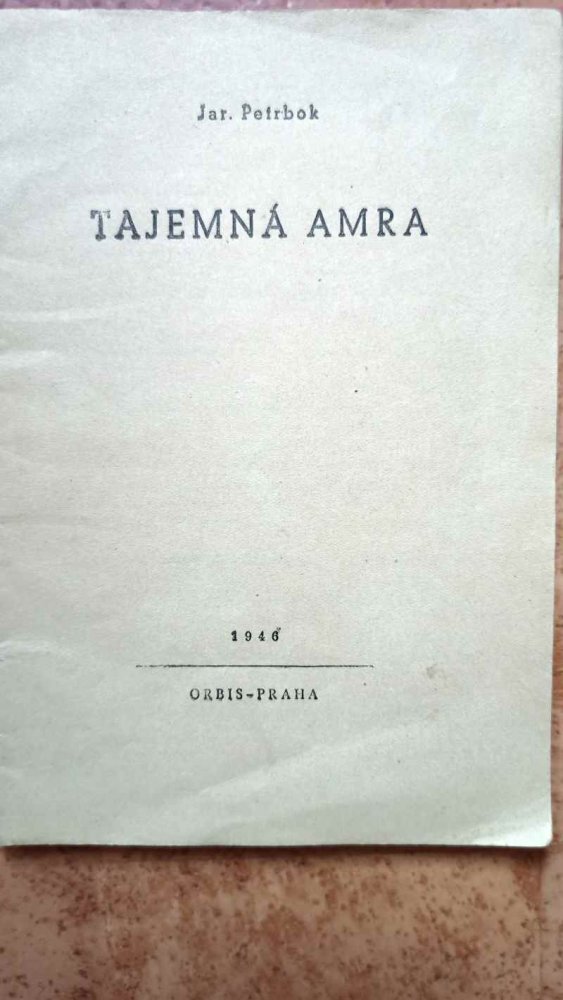 Jar. Petrbok
TAJEMNÁ AMRA
1946
ORBIS-PRAHA